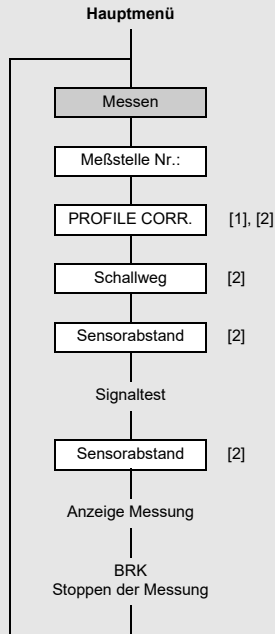 Hauptmenü
Messen
Meßstelle Nr.:
PROFILE CORR. [1], [2]
Schallweg [2]
Sensorabstand [2]
Signaltest
Sensorabstand [2]
Anzeige Messung
BRK
Stoppen der Messung